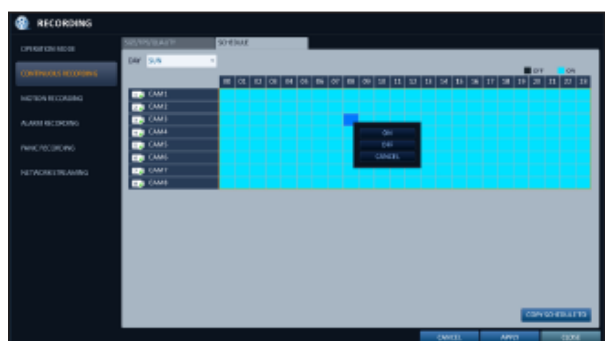 RECORDING
OPERATION MODE
CONTINUOUS RECORDING
MOTION RECORDING
ALARM RECORDING
PANIC RECORDING
NETWORK STREAMING
SIZE/FPS/QUALITY SCHEDULE
DAY SUN
OFF ON
00 01 02 03 04 05 06 07 08 09 10 11 12 13 14 15 16 17 18 19 20 21 22 23
CAM1
CAM2
CAM3
CAM4
CAM5
CAM6
CAM7
CAM8
ON
OFF
CANCEL
COPY SCHEDULE TO
CANCEL APPLY CLOSE